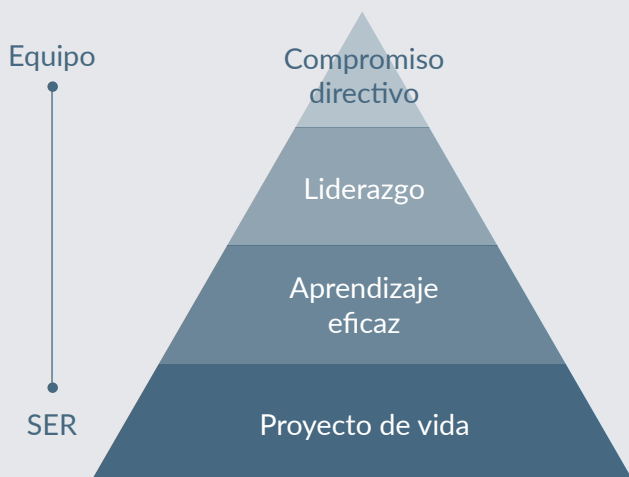 Equipo
Compromiso
directivo
Liderazgo
Aprendizaje
eficaz
SER
Proyecto de vida